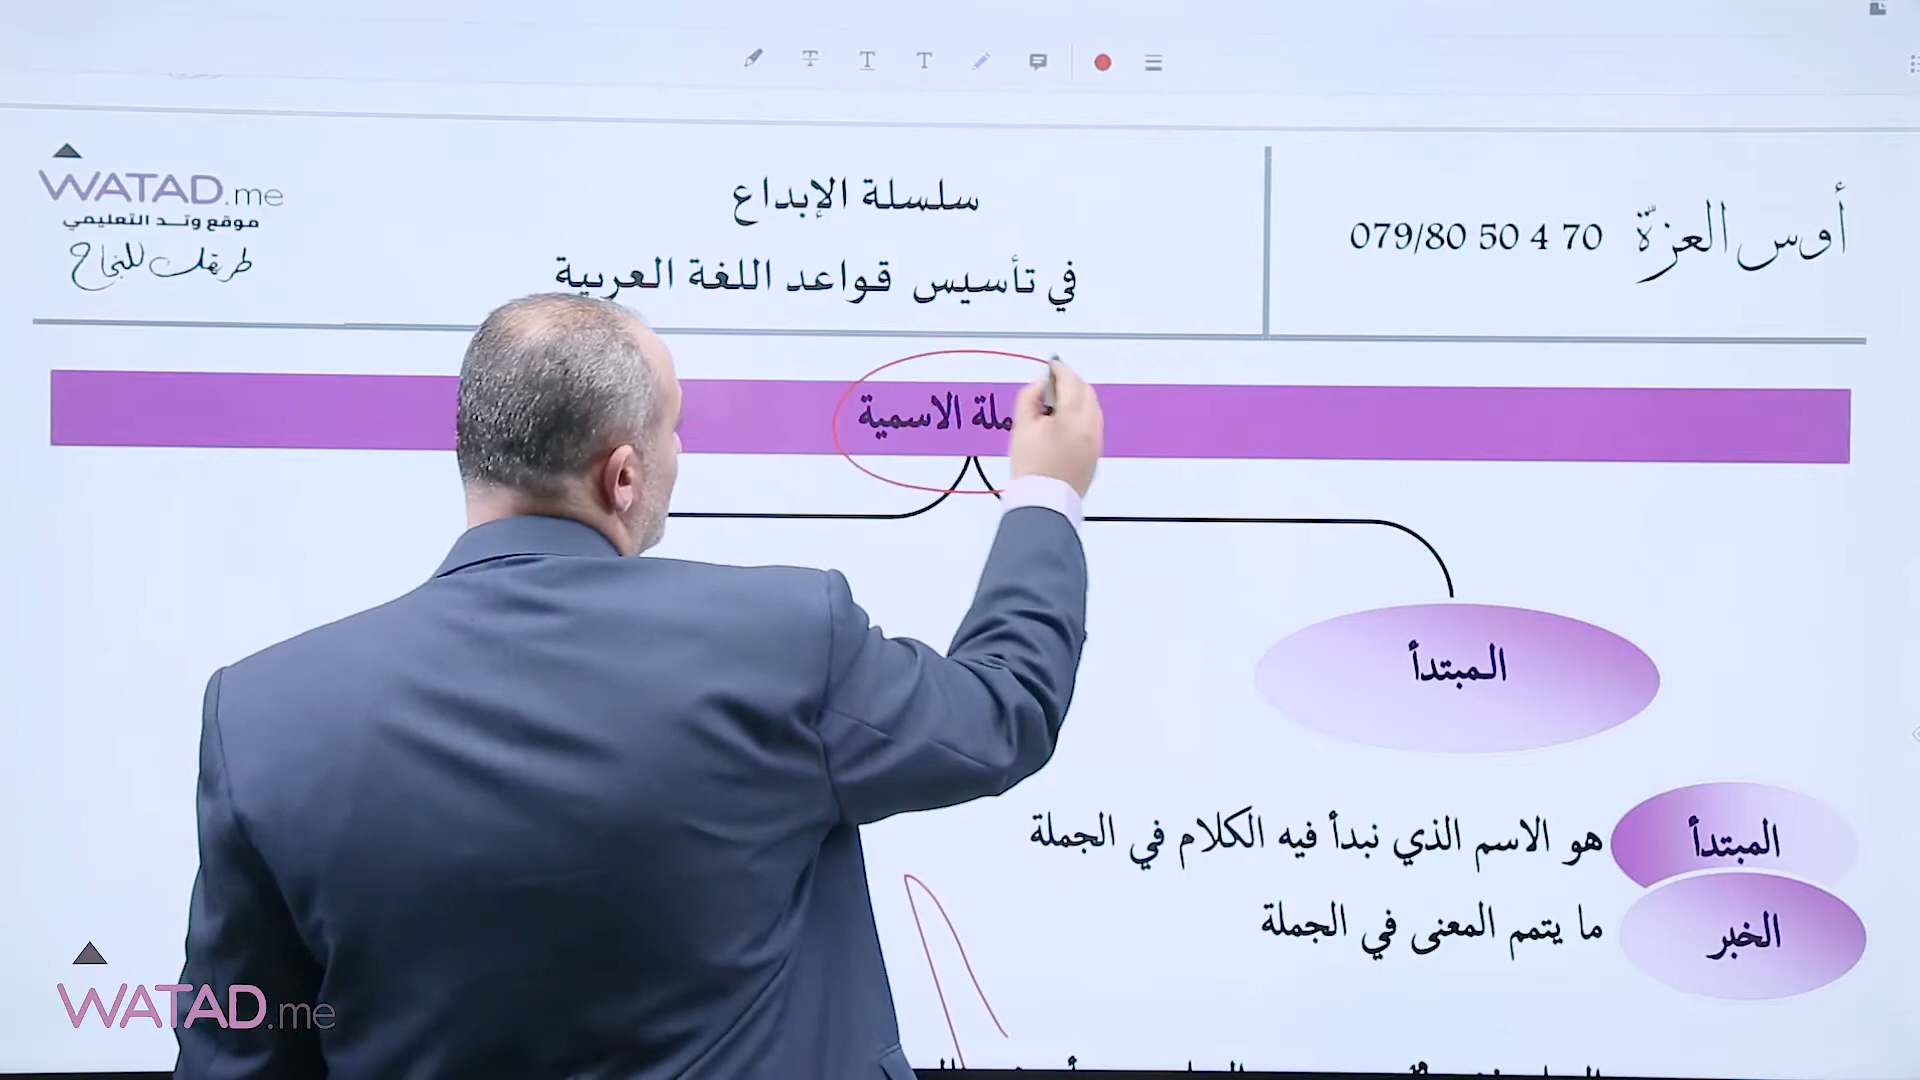 أوس العزّة 079/80 50 4 70
سلسلة الإبداع
في تأسيس قواعد اللغة العربية
WATAD.me
موقع وتد التعليمي
طريقك للنجاح
الاسمية
المبتدأ
المبتدأ هو الاسم الذي نبدأ فيه الكلام في الجملة
الخبر ما يتمم المعنى في الجملة
WATAD.me